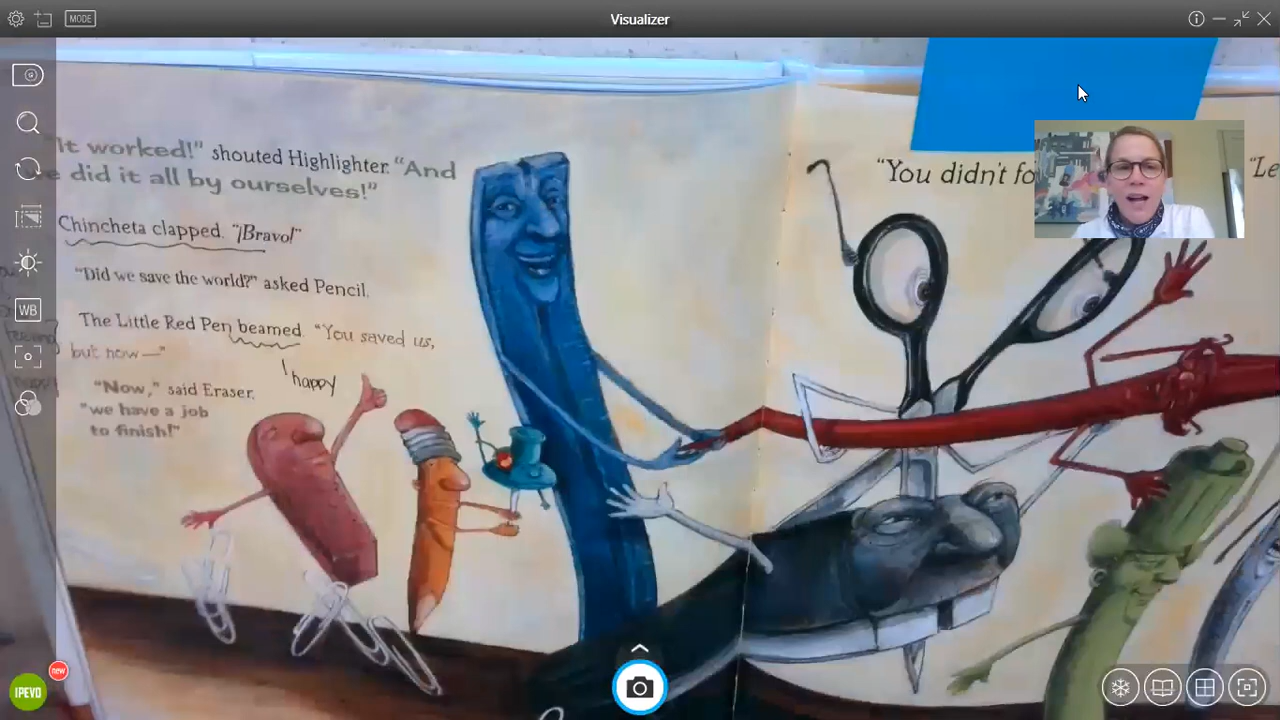 MODE
Visualizer
"It worked!" shouted Highlighter. "And
did it all by ourselves!"
Chincheta clapped. "¡Bravo!"
"Did we save the world?" asked Pencil.
The Little Red Pen beamed. "You saved us,
but now—"
happy
"Now," said Eraser,
"we have a job
to finish!"
"You didn't
"Le
WB
IPEVO
new